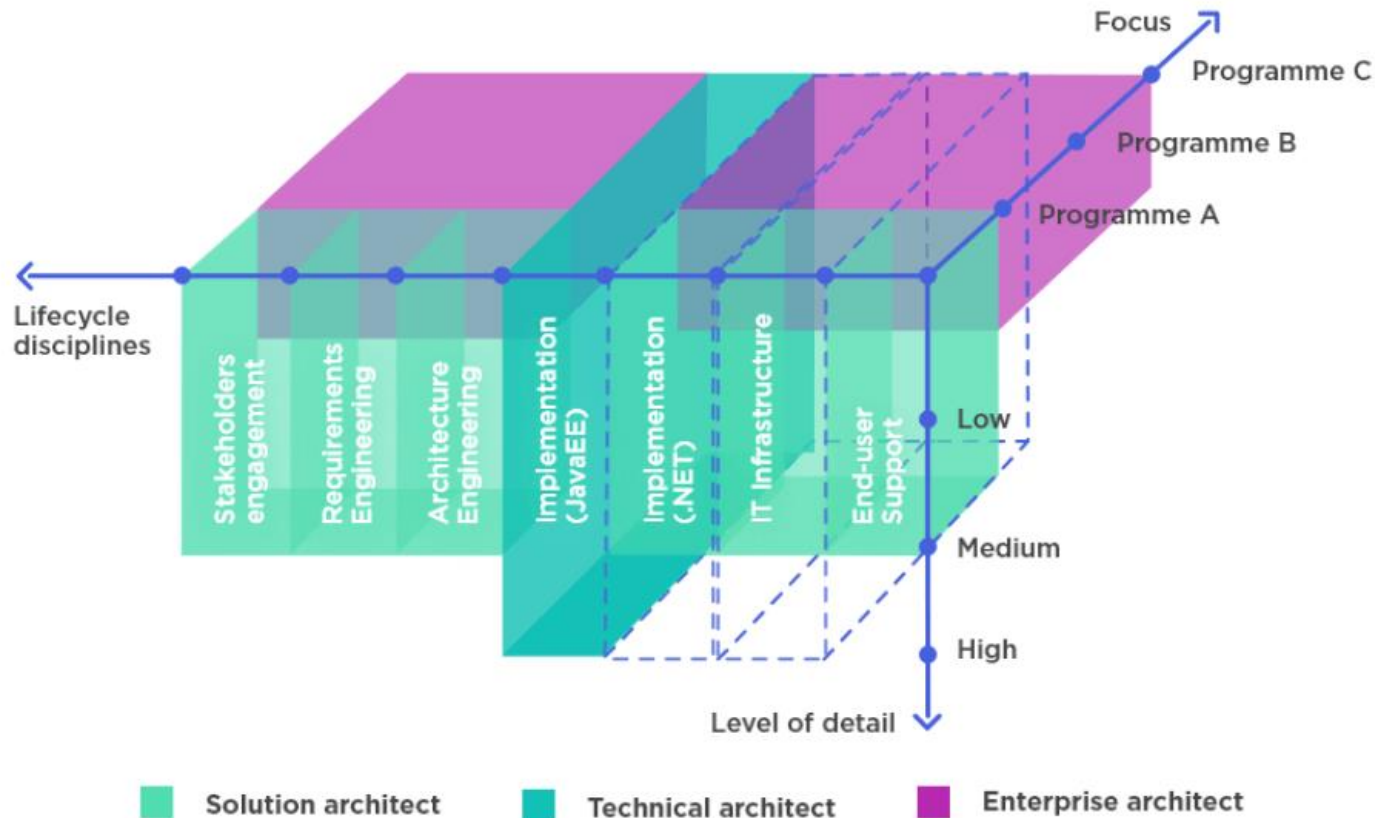 Focus
Programme C
Programme B
Programme A
Lifecycle
disciplines
Stakeholders
engagement
Requirements
Engineering
Architecture
Engineering
Implementation
(JavaEE)
Implementation
(.NET)
IT Infrastructure
End-user
Support
Low
Medium
High
Level of detail
Solution architect
Technical architect
Enterprise architect